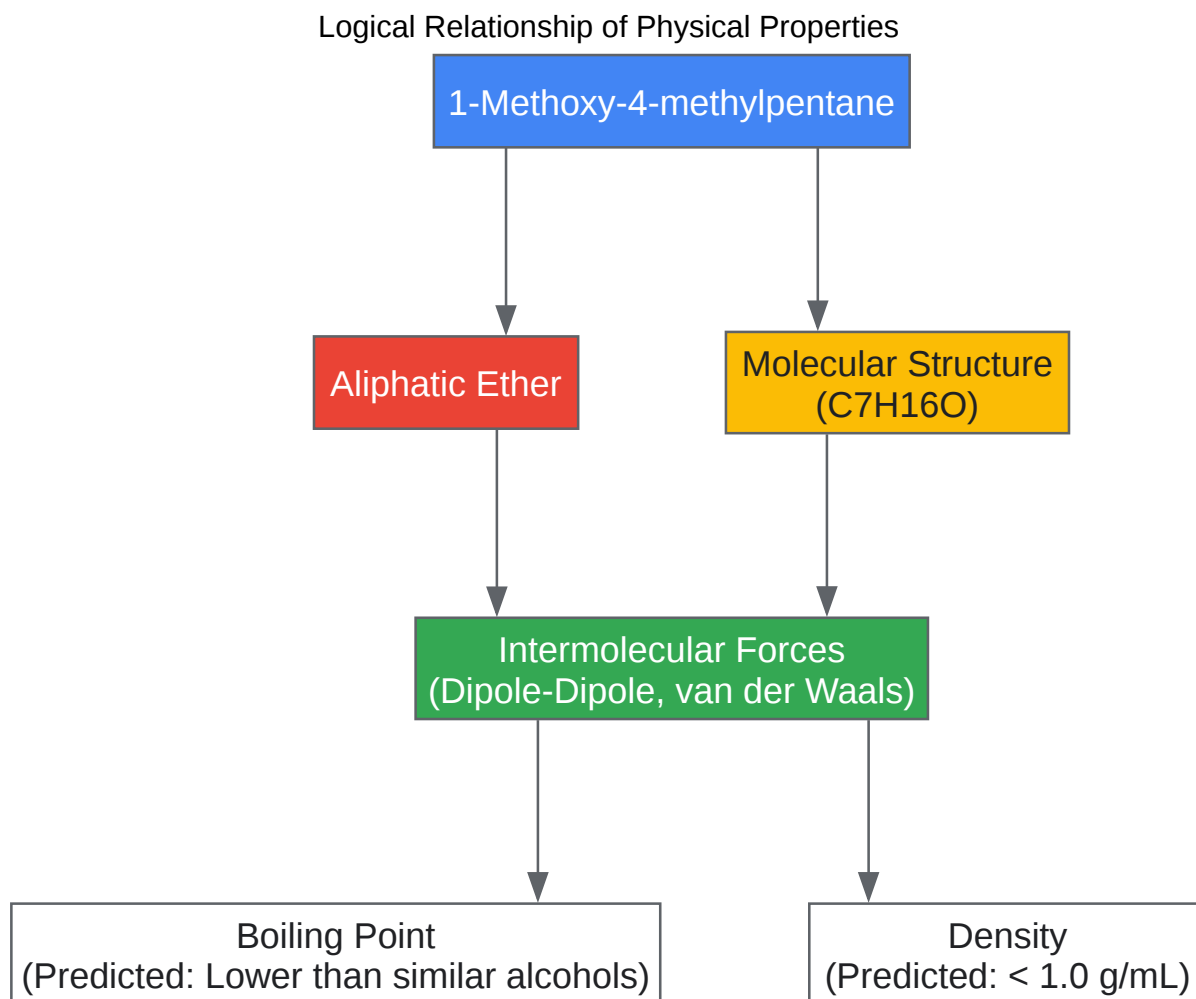 Logical Relationship of Physical Properties
1-Methoxy-4-methylpentane
Aliphatic Ether
Molecular Structure
(C7H16O)
Intermolecular Forces
(Dipole-Dipole, van der Waals)
Boiling Point
(Predicted: Lower than similar alcohols)
Density
(Predicted: < 1.0 g/mL)